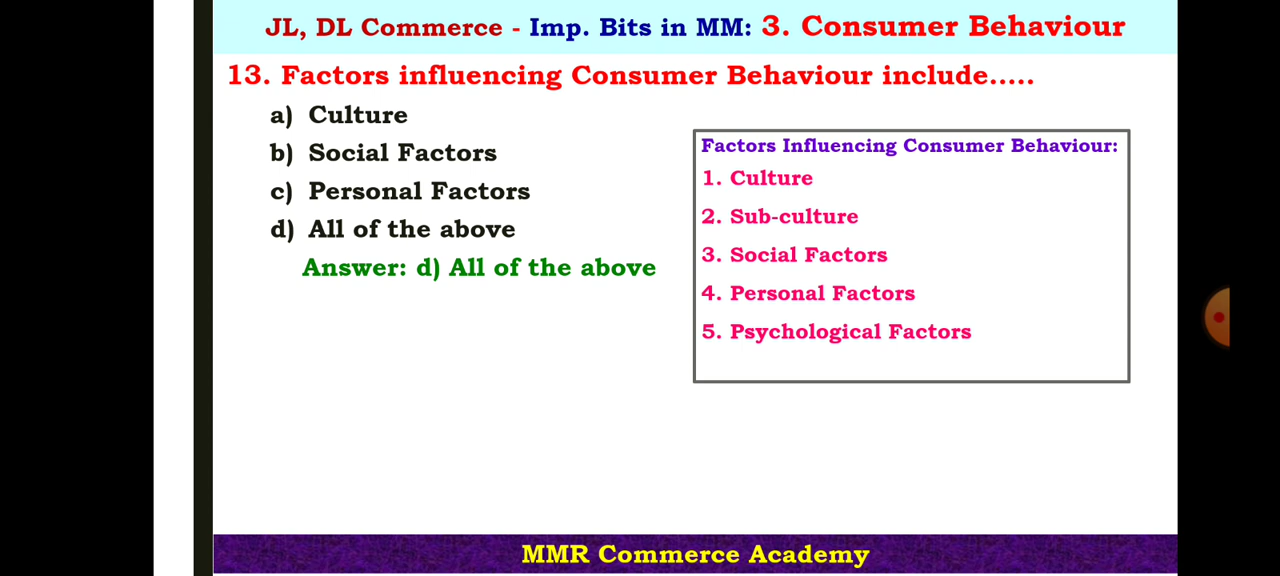 JL, DL Commerce - Imp. Bits in MM: 3. Consumer Behaviour
13. Factors influencing Consumer Behaviour include.....
a) Culture
b) Social Factors
c) Personal Factors
d) All of the above
Answer: d) All of the above
Factors Influencing Consumer Behaviour:
1. Culture
2. Sub-culture
3. Social Factors
4. Personal Factors
5. Psychological Factors
MMR Commerce Academy